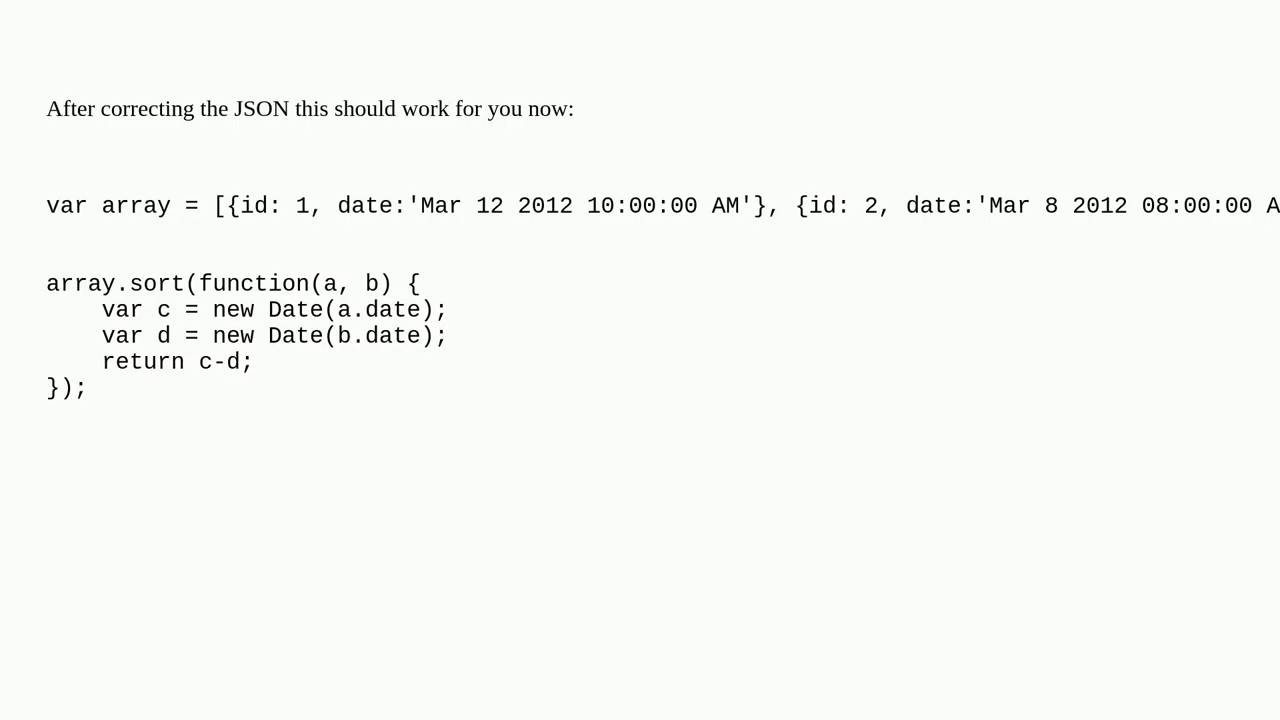 After correcting the JSON this should work for you now:
var array = [{id: 1, date:'Mar 12 2012 10:00:00 AM'}, {id: 2, date:'Mar 8 2012 08:00:00 A
array.sort(function(a, b) {
    var c = new Date(a.date);
    var d = new Date(b.date);
    return c-d;
});